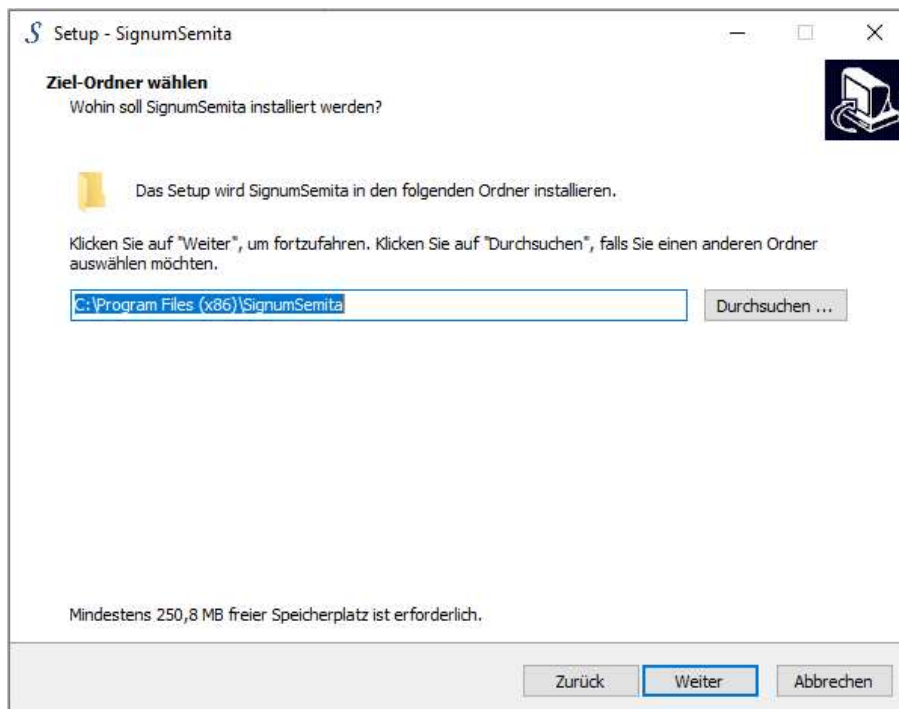 S Setup - SignumSemita
Ziel-Ordner wählen
Wohin soll SignumSemita installiert werden?
Das Setup wird SignumSemita in den folgenden Ordner installieren.
Klicken Sie auf "Weiter", um fortzufahren. Klicken Sie auf "Durchsuchen", falls Sie einen anderen Ordner
auswählen möchten.
C:\Program Files (x86)\SignumSemita
Durchsuchen ...
Mindestens 250,8 MB freier Speicherplatz ist erforderlich.
Zurück
Weiter
Abbrechen